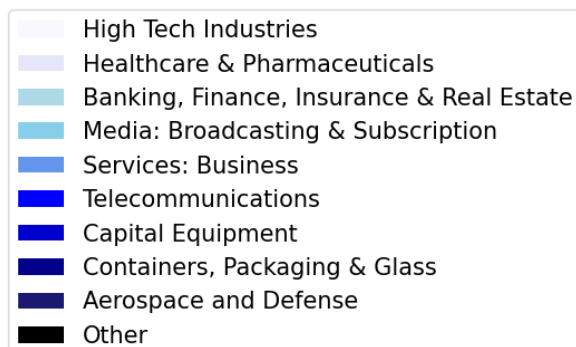 High Tech Industries
Healthcare & Pharmaceuticals
Banking, Finance, Insurance & Real Estate
Media: Broadcasting & Subscription
Services: Business
Telecommunications
Capital Equipment
Containers, Packaging & Glass
Aerospace and Defense
Other